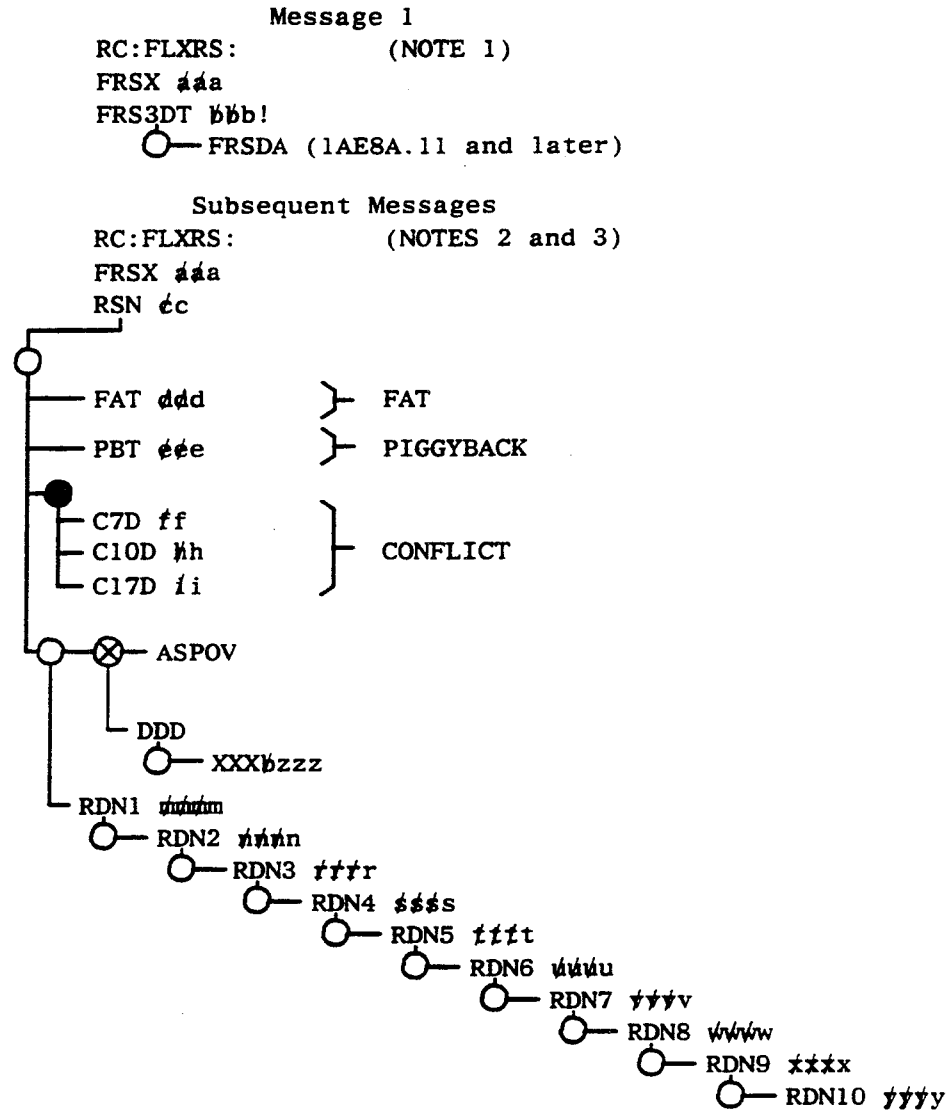 Message 1
RC:FLXRS: (NOTE 1)
FRSX a̸a̸a
FRS3DT b̸b̸b!
FRSDA (1AE8A.11 and later)
Subsequent Messages
RC:FLXRS: (NOTES 2 and 3)
FRSX a̸a̸a
RSN c̸c
FAT d̸d̸d FAT
PBT e̸e̸e PIGGYBACK
C7D f̸f
C10D h̸h CONFLICT
C17D i̸i
ASPOV
DDD
XXXb̸zzz
RDN1 m̸m̸m̸m
RDN2 n̸n̸n̸n
RDN3 r̸r̸r̸r
RDN4 s̸s̸s̸s
RDN5 t̸t̸t̸t
RDN6 u̸u̸u̸u
RDN7 v̸v̸v̸v
RDN8 w̸w̸w̸w
RDN9 x̸x̸x̸x
RDN10 y̸y̸y̸y